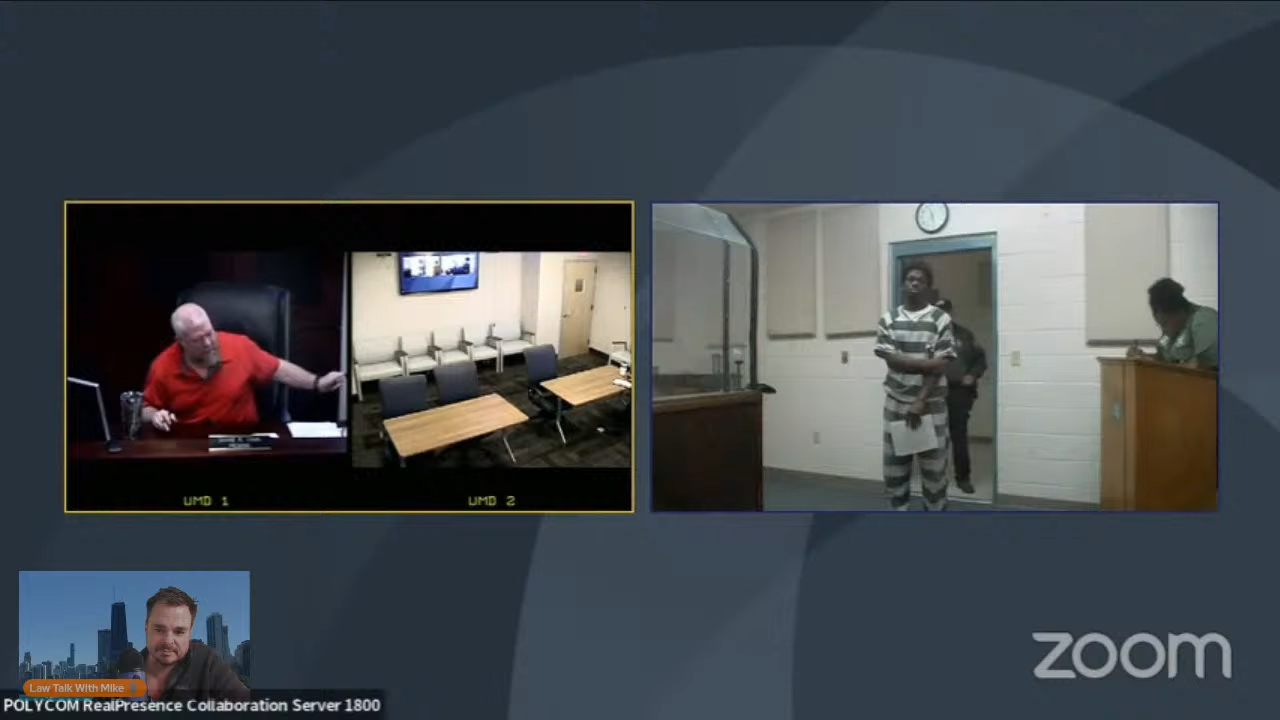 UMD 1
UMD 2
zoom
Law Talk With Mike
POLYCOM RealPresence Collaboration Server 1800